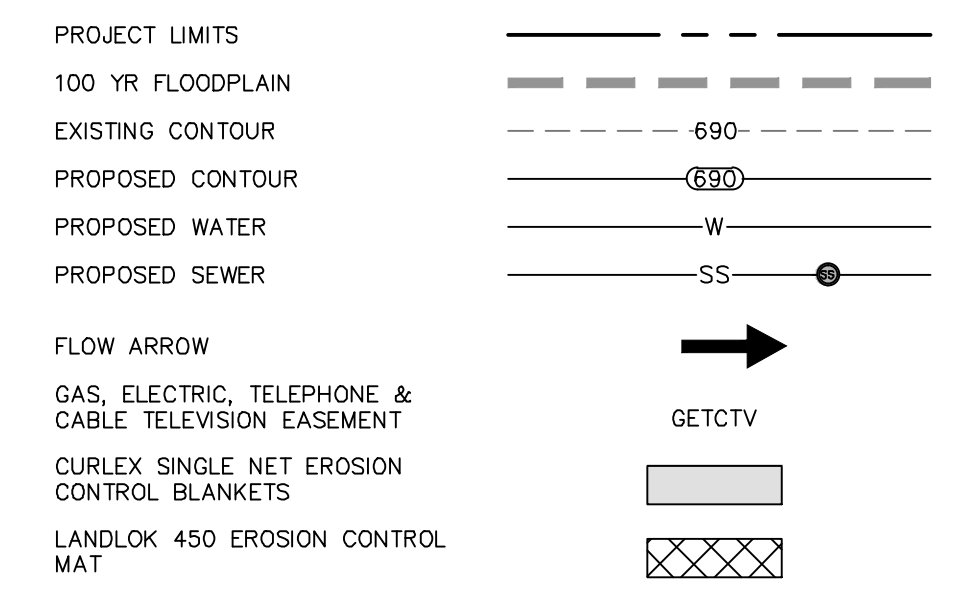 PROJECT LIMITS
100 YR FLOODPLAIN
EXISTING CONTOUR 690
PROPOSED CONTOUR 690
PROPOSED WATER W
PROPOSED SEWER SS SS
FLOW ARROW
GAS, ELECTRIC, TELEPHONE &
CABLE TELEVISION EASEMENT
GETCTV
CURLEX SINGLE NET EROSION
CONTROL BLANKETS
LANDLOK 450 EROSION CONTROL
MAT